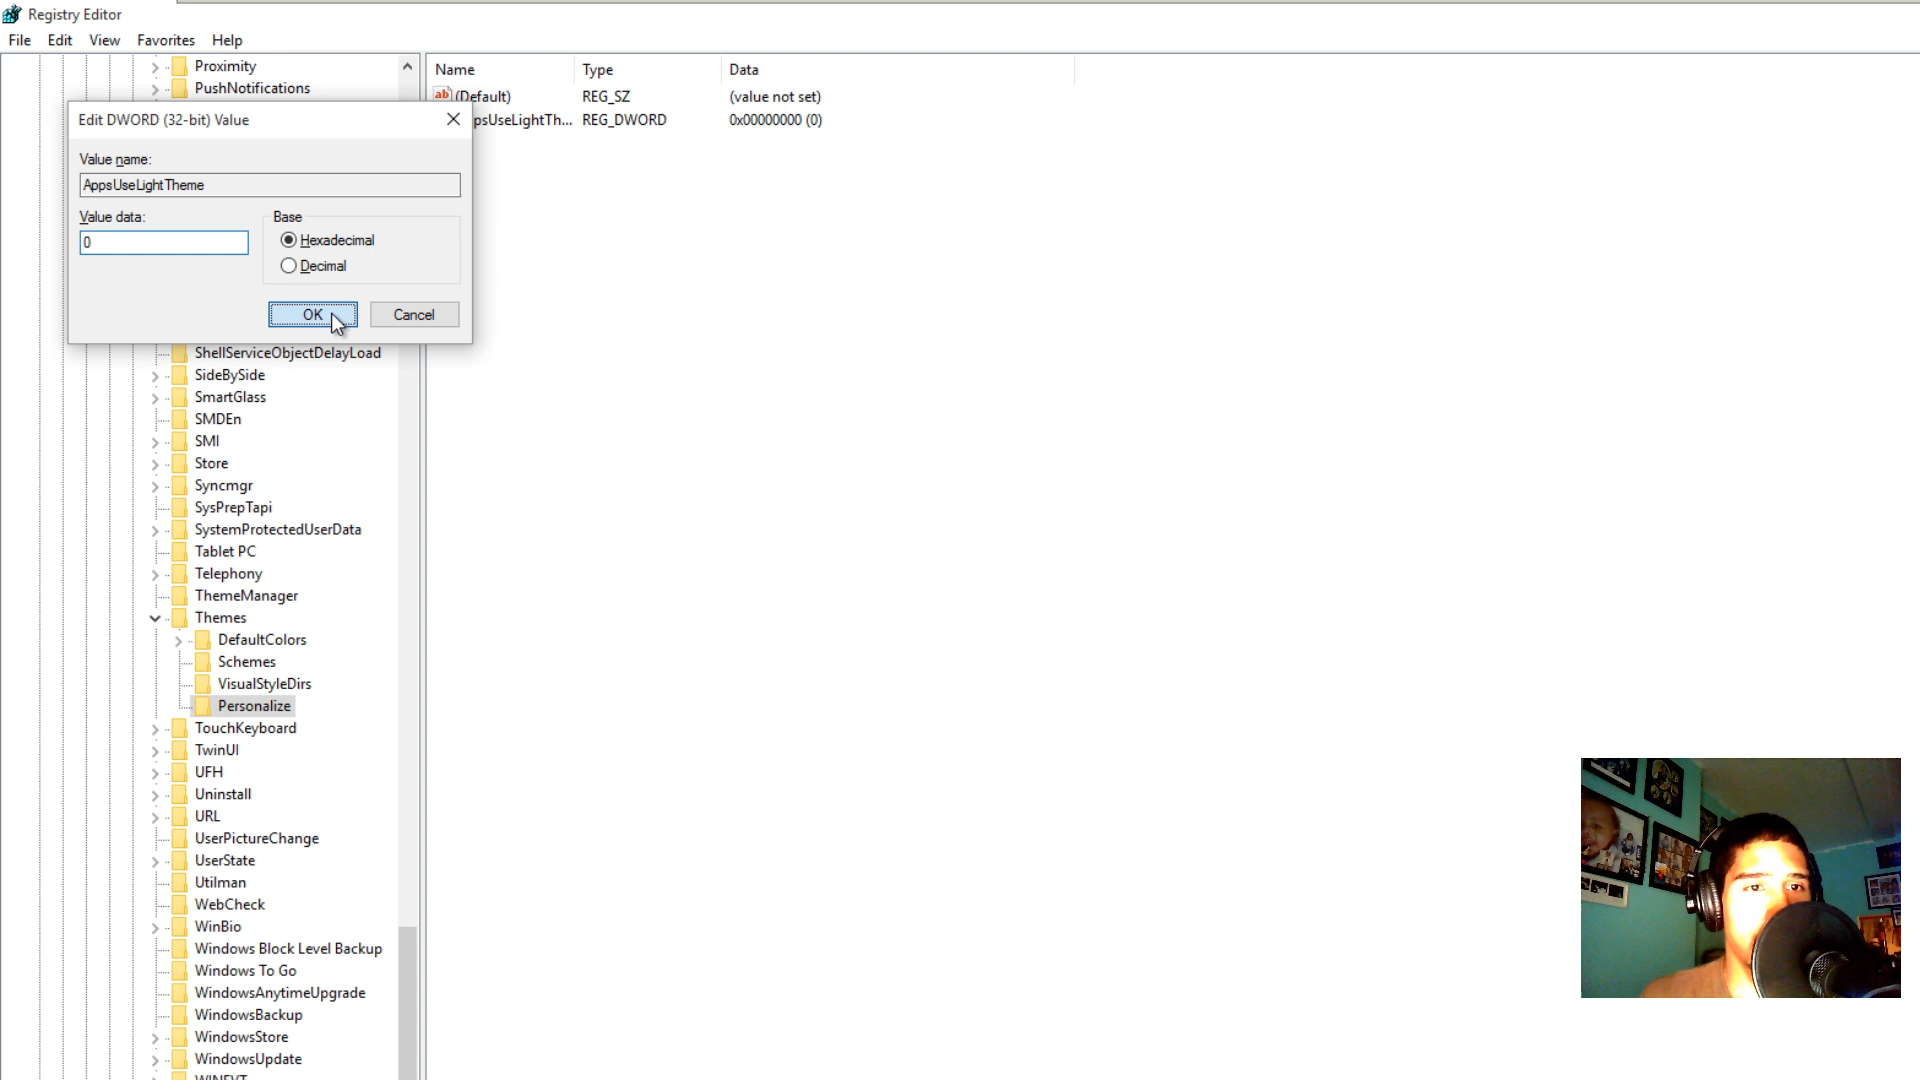 Registry Editor
File Edit View Favorites Help
Proximity
PushNotifications
Name Type Data
(Default) REG_SZ (value not set)
psUseLightTh... REG_DWORD 0x00000000 (0)
Edit DWORD (32-bit) Value
Value name:
AppsUseLightTheme
Value data:
0
Base
Hexadecimal
Decimal
OK Cancel
ShellServiceObjectDelayLoad
SideBySide
SmartGlass
SMDEn
SMI
Store
Syncmgr
SysPrepTapi
SystemProtectedUserData
Tablet PC
Telephony
ThemeManager
Themes
DefaultColors
Schemes
VisualStyleDirs
Personalize
TouchKeyboard
TwinUI
UFH
Uninstall
URL
UserPictureChange
UserState
Utilman
WebCheck
WinBio
Windows Block Level Backup
Windows To Go
WindowsAnytimeUpgrade
WindowsBackup
WindowsStore
WindowsUpdate